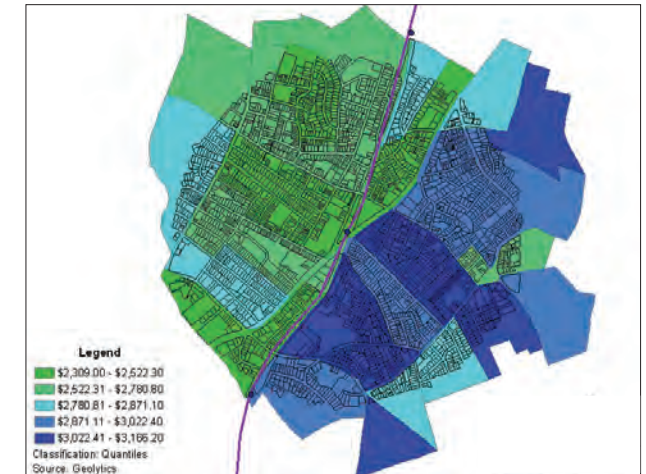 Legend
$2,309.00 - $2,522.30
$2,522.31 - $2,780.80
$2,780.81 - $2,871.10
$2,871.11 - $3,022.40
$3,022.41 - $3,166.20
Classification: Quantiles
Source: Geolytics